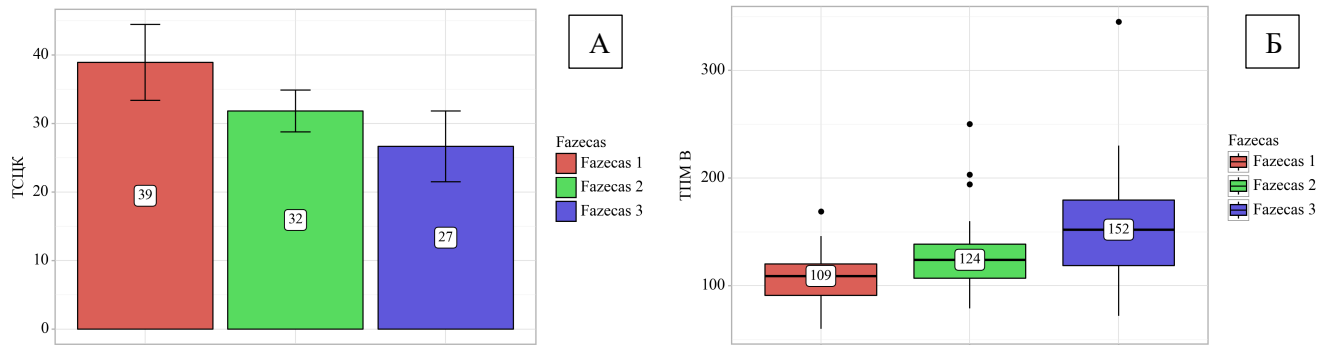 А
ТСЦК
40
30
20
10
0
39
32
27
Fazecas
Fazecas 1
Fazecas 2
Fazecas 3
Б
ТПМ В
300
200
100
109
124
152
Fazecas
Fazecas 1
Fazecas 2
Fazecas 3